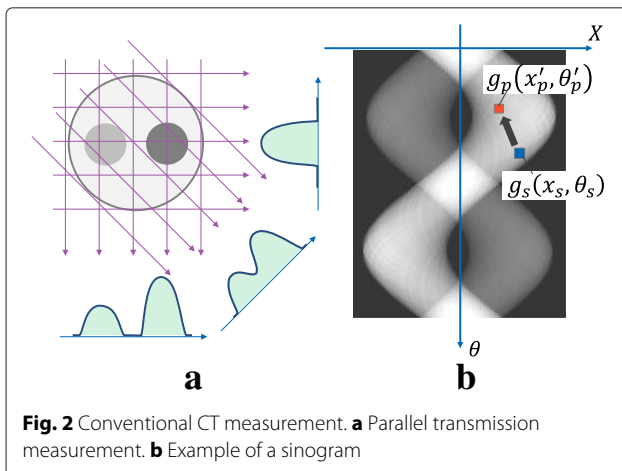 X
g_p(x'_p, θ'_p)
g_s(x_s, θ_s)
θ
a
b
Fig. 2 Conventional CT measurement. a Parallel transmission
measurement. b Example of a sinogram